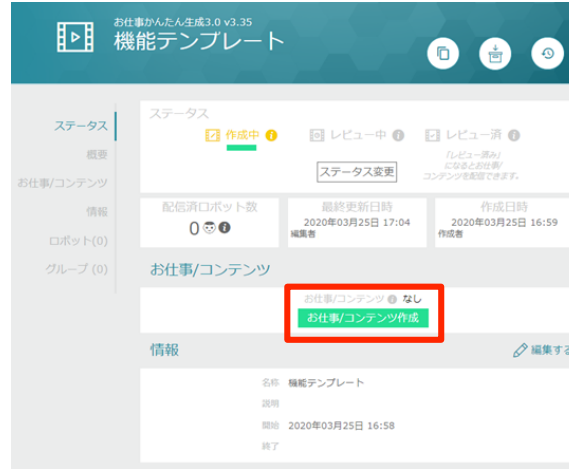 お仕事かんたん生成3.0 v3.35
機能テンプレート
ステータス
概要
お仕事/コンテンツ
情報
ロボット(0)
グループ (0)
ステータス
作成中
レビュー中
レビュー済
「レビュー済み」
になるとお仕事/
コンテンツを配信できます。
ステータス変更
配信済ロボット数
0
最終更新日時
2020年03月25日 17:04
編集者
作成日時
2020年03月25日 16:59
作成者
お仕事/コンテンツ
お仕事/コンテンツ なし
お仕事/コンテンツ作成
情報
編集する
名称 機能テンプレート
説明
開始 2020年03月25日 16:58
終了